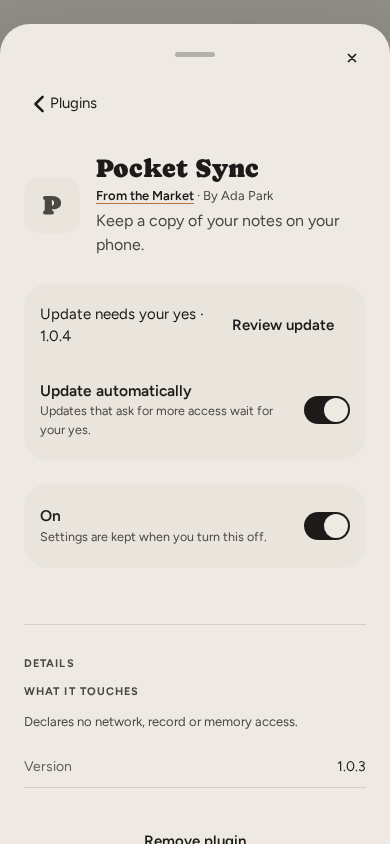 ×
Plugins
P
Pocket Sync
From the Market · By Ada Park
Keep a copy of your notes on your
phone.
Update needs your yes ·
1.0.4
Review update
Update automatically
Updates that ask for more access wait for
your yes.
On
Settings are kept when you turn this off.
DETAILS
WHAT IT TOUCHES
Declares no network, record or memory access.
Version 1.0.3
Remove plugin